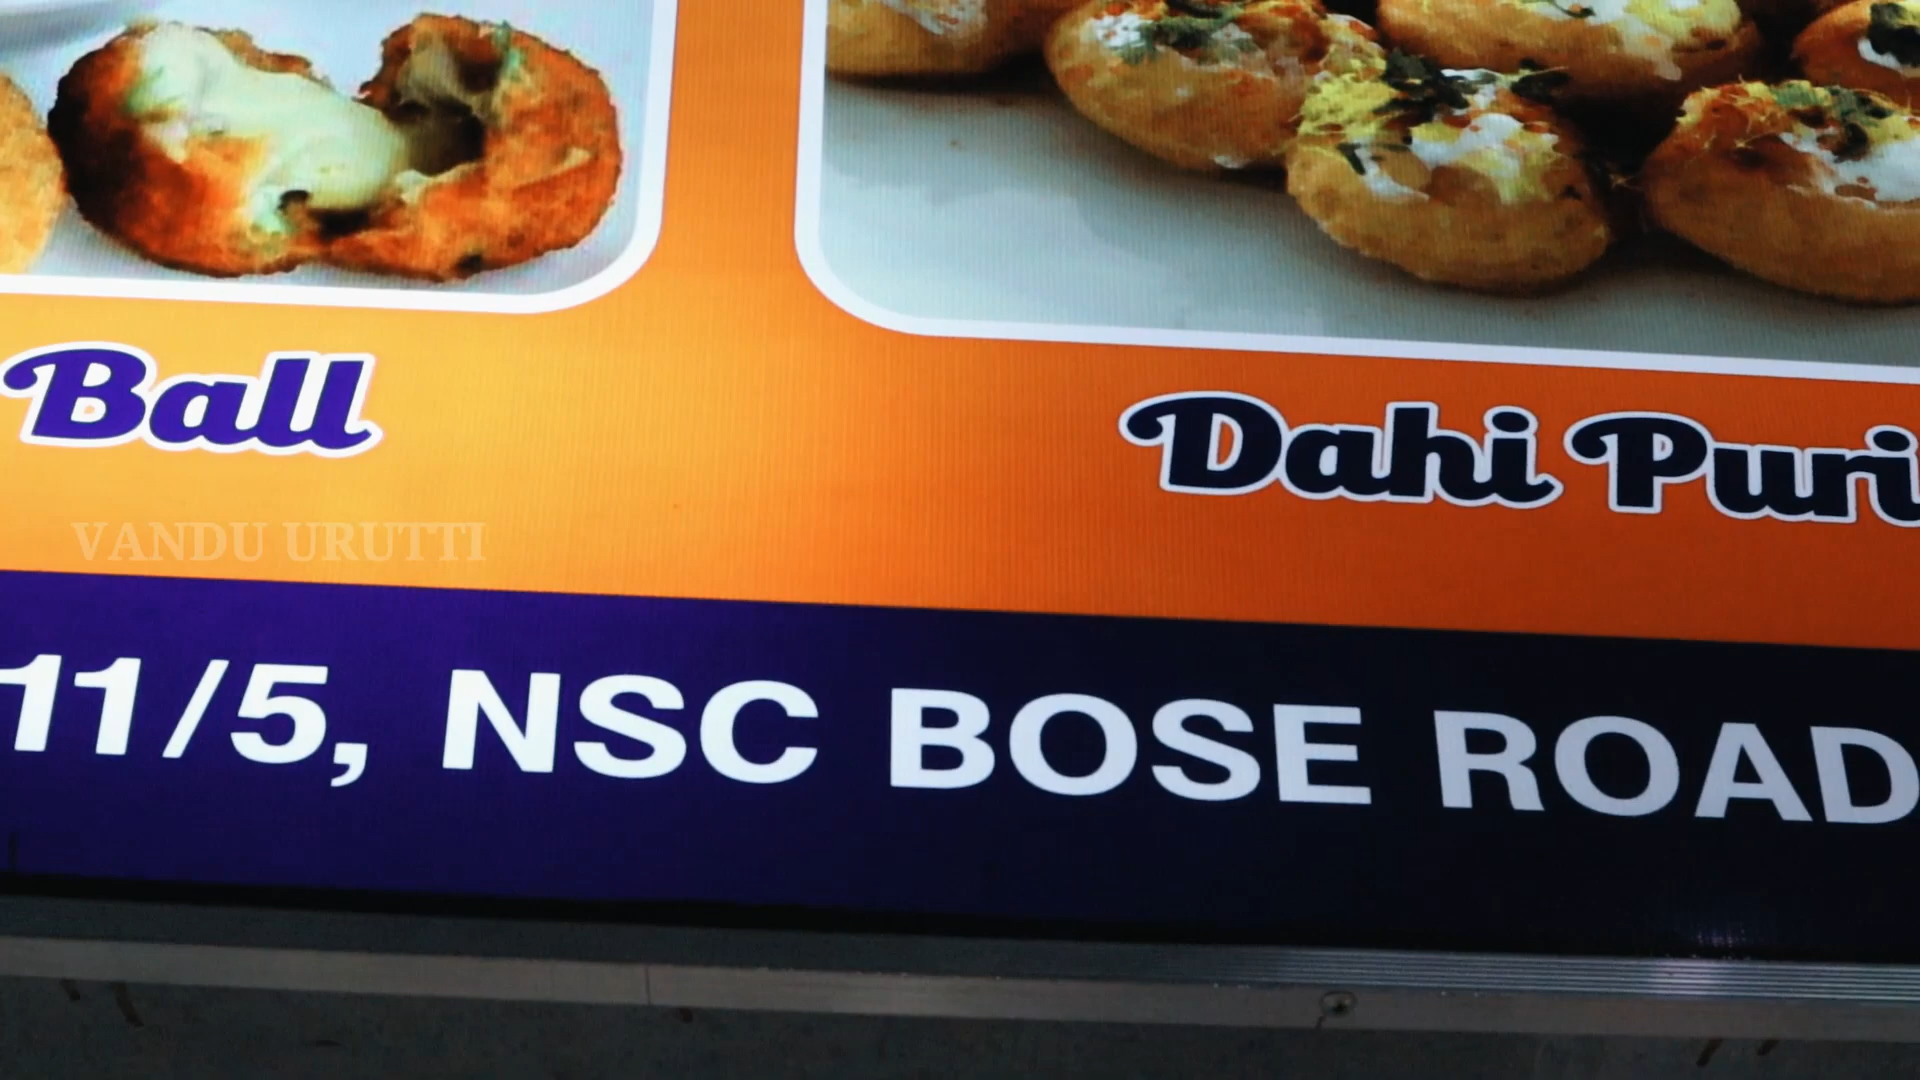 Ball
Dahi Puri
VANDU URUTTI
11/5, NSC BOSE ROAD